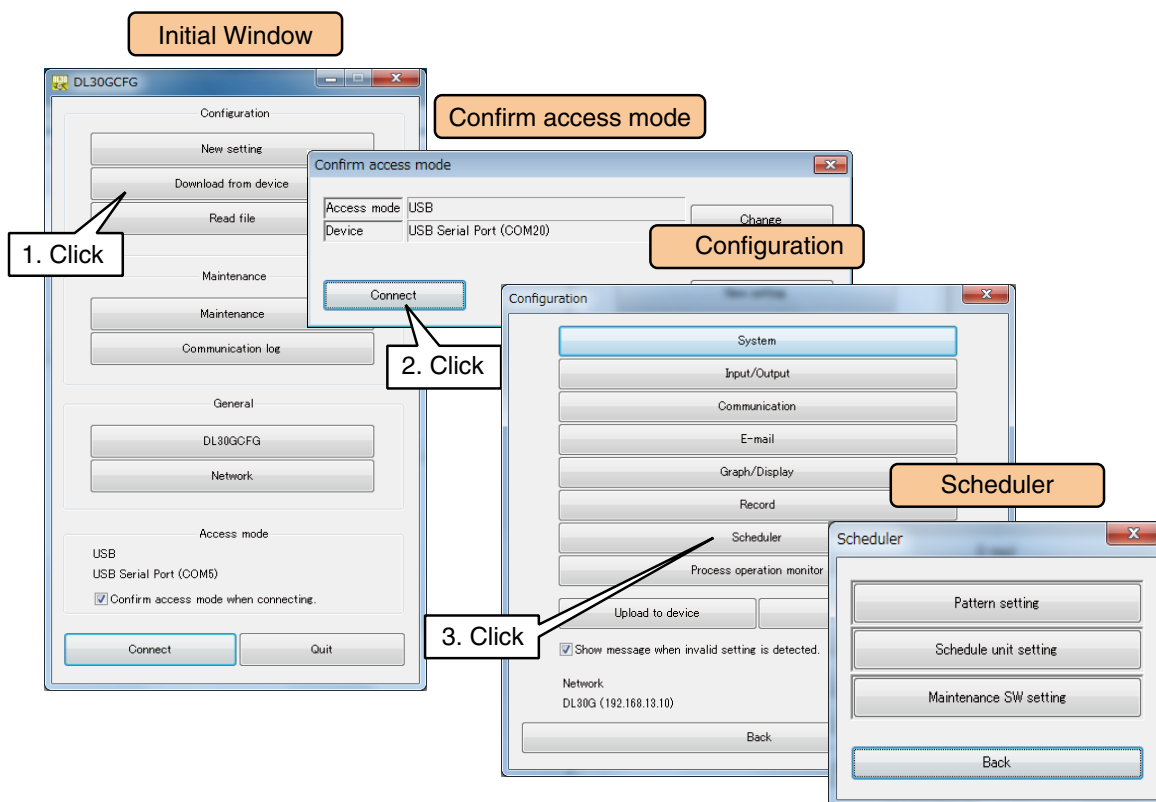 Initial Window
DL30GCFG
Configuration
New setting
Download from device
Read file
1. Click
Maintenance
Maintenance
Communication log
General
DL30GCFG
Network
Access mode
USB
USB Serial Port (COM5)
Confirm access mode when connecting.
Connect
Quit
Confirm access mode
Confirm access mode
Access mode USB
Change
Device USB Serial Port (COM20)
Connect
2. Click
Configuration
Configuration
New setting
System
Input/Output
Communication
E-mail
Graph/Display
Record
Scheduler
Process operation monitor
Upload to device
3. Click
Show message when invalid setting is detected.
Network
DL30G (192.168.13.10)
Back
Scheduler
Scheduler
E-mail
Pattern setting
Schedule unit setting
Maintenance SW setting
Back